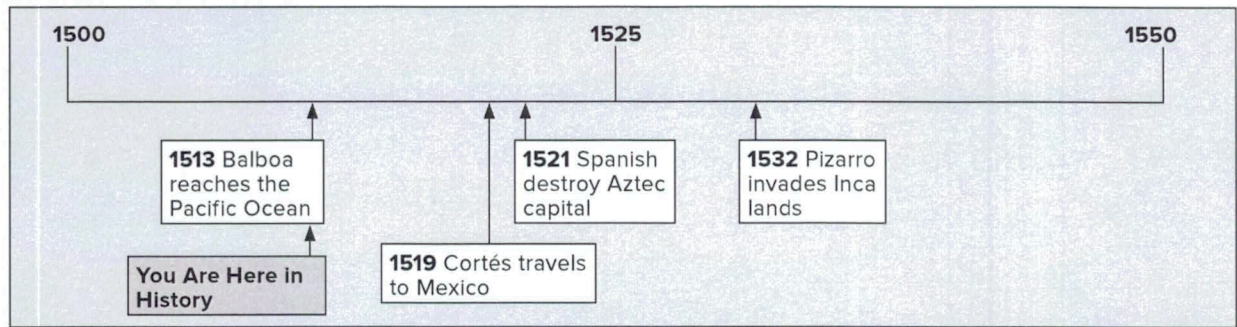 1500
1525
1550
1513 Balboa
reaches the
Pacific Ocean
1521 Spanish
destroy Aztec
capital
1532 Pizarro
invades Inca
lands
You Are Here in
History
1519 Cortés travels
to Mexico